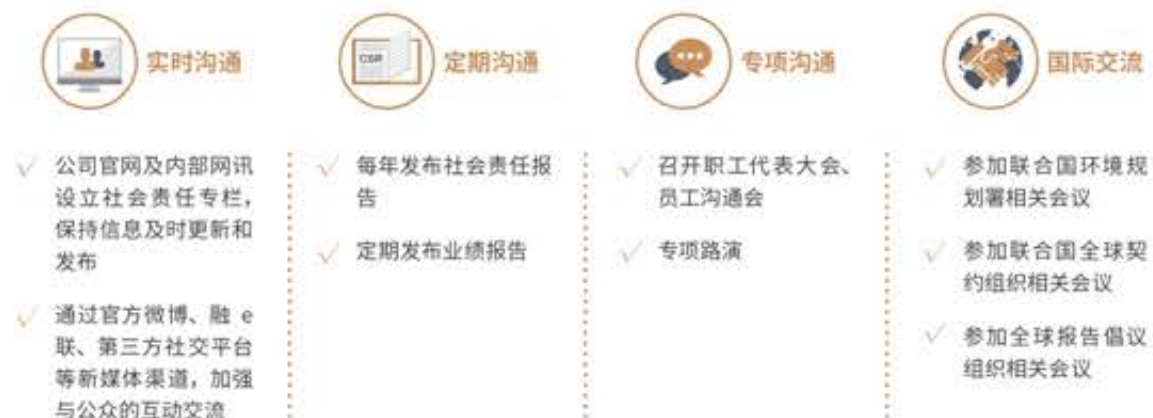 实时沟通
公司官网及内部网讯
设立社会责任专栏，
保持信息及时更新和
发布
通过官方微博、融 e
联、第三方社交平台
等新媒体渠道，加强
与公众的互动交流
CSR
定期沟通
每年发布社会责任报
告
定期发布业绩报告
专项沟通
召开职工代表大会、
员工沟通会
专项路演
国际交流
参加联合国环境规
划署相关会议
参加联合国全球契
约组织相关会议
参加全球报告倡议
组织相关会议